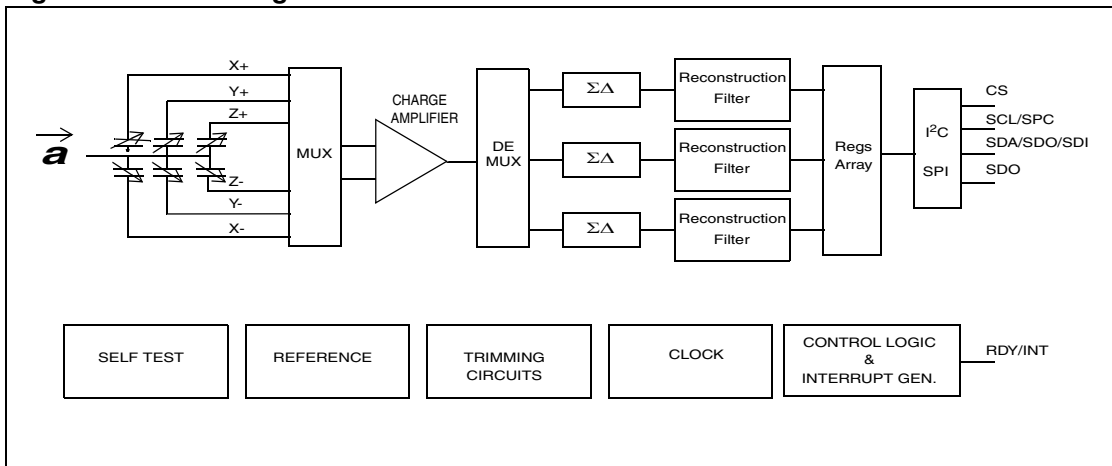 X+
Y+
Z+
a
Z-
Y-
X-
MUX
CHARGE
AMPLIFIER
DE
MUX
ΣΔ
ΣΔ
ΣΔ
Reconstruction
Filter
Reconstruction
Filter
Reconstruction
Filter
Regs
Array
I²C
SPI
CS
SCL/SPC
SDA/SDO/SDI
SDO
SELF TEST
REFERENCE
TRIMMING
CIRCUITS
CLOCK
CONTROL LOGIC
&
INTERRUPT GEN.
RDY/INT